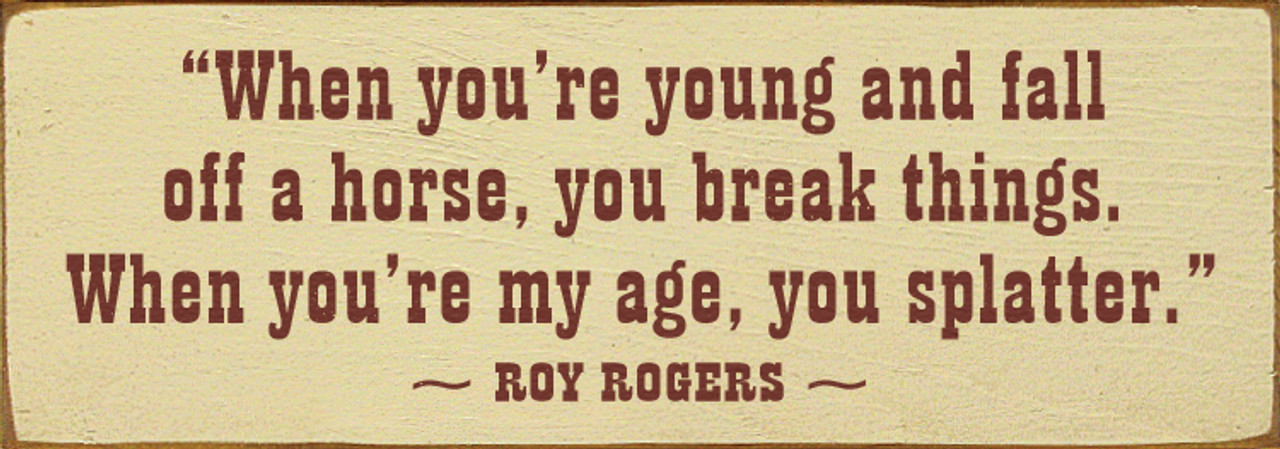 “When you’re young and fall
off a horse, you break things.
When you’re my age, you splatter.”
~ ROY ROGERS ~